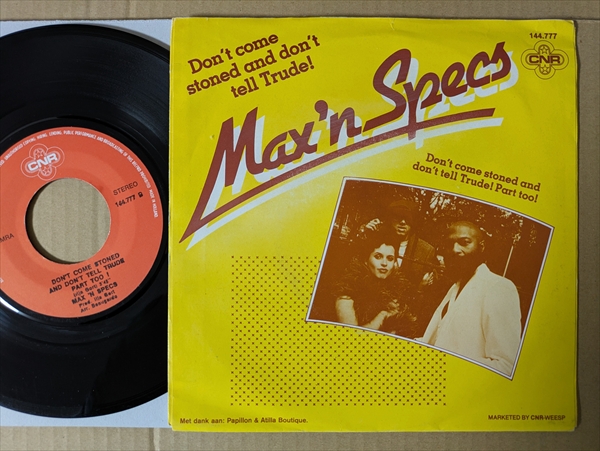 Don't come
stoned and don't
tell Trude!
144.777
CNR
Max'n Specs
Don't come stoned and
don't tell Trude! Part too!
Met dank aan: Papillon & Atilla Boutique.
MARKETED BY CNR-WEESP
CNR
STEREO
144.777
DON'T COME STONED
AND DON'T TELL TRUDE
PART TOO !
MAX 'N SPECS